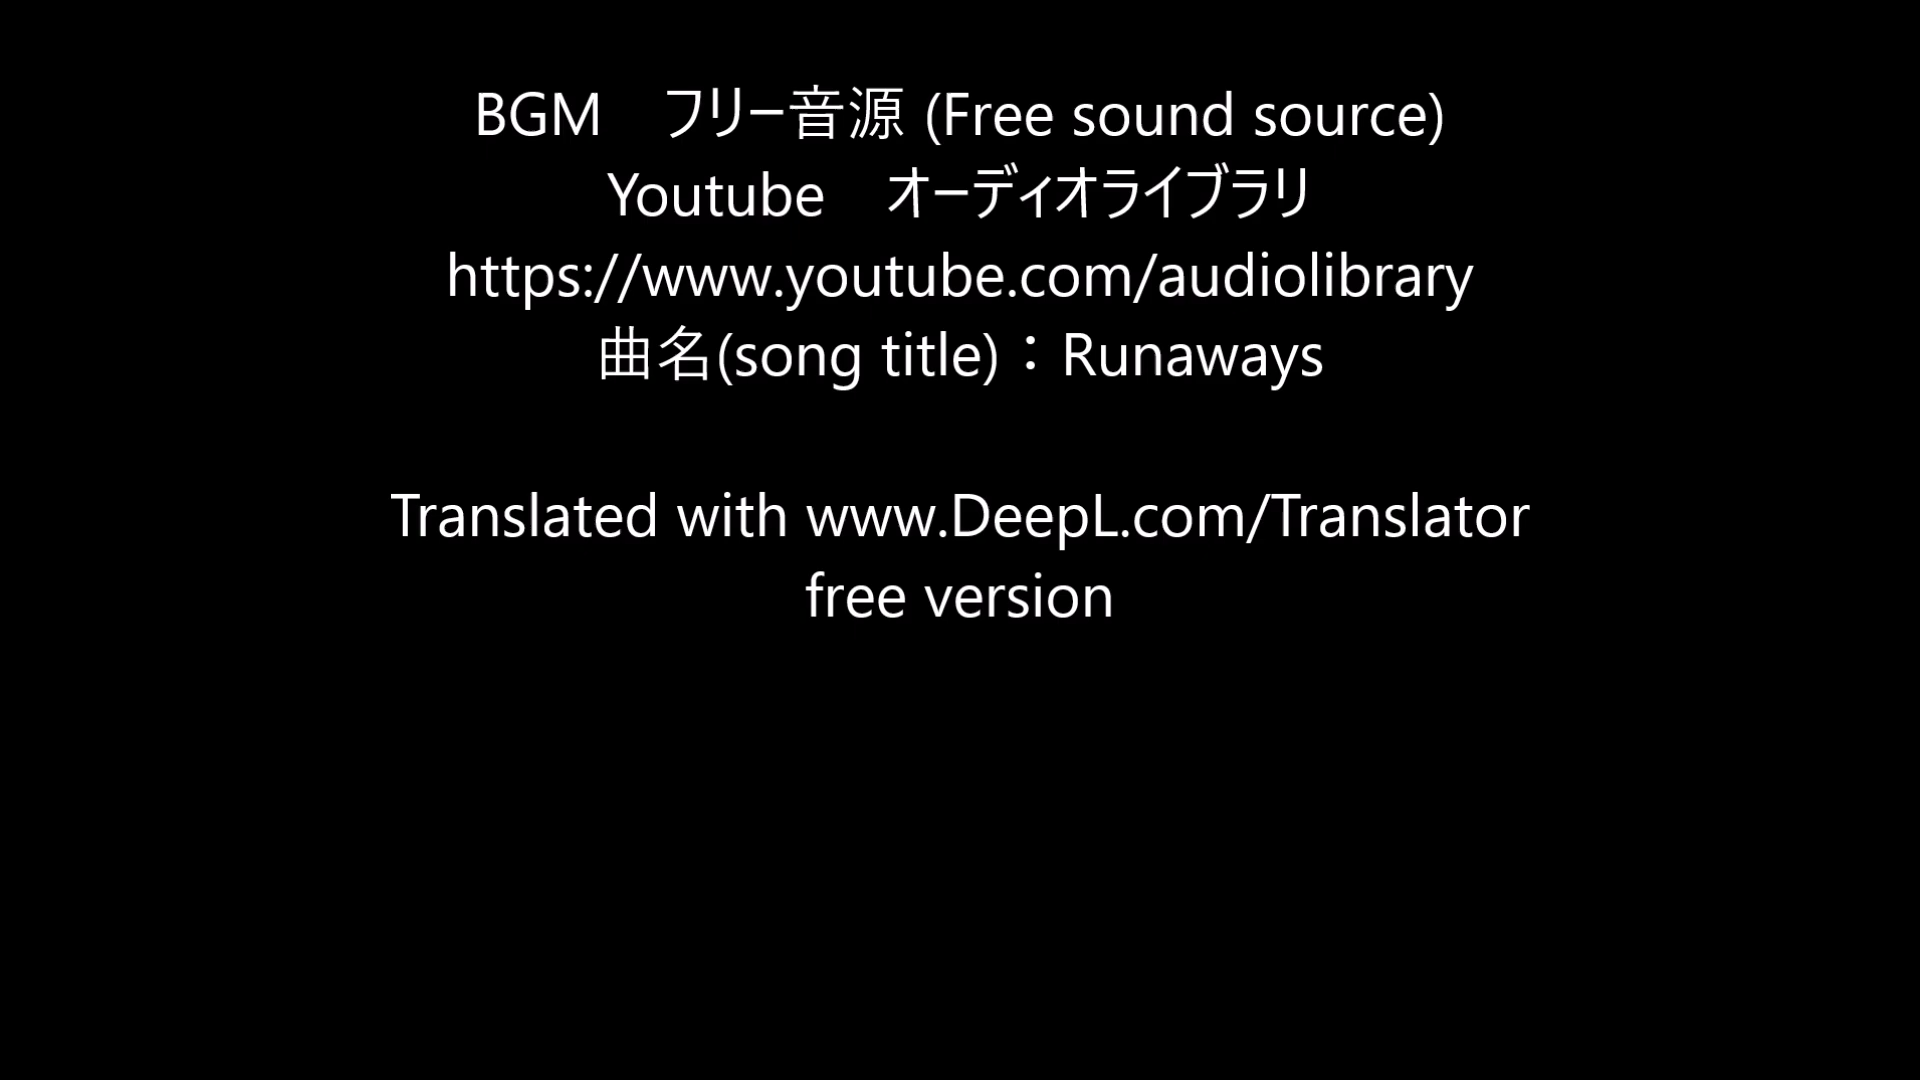 BGM　フリー音源 (Free sound source)
Youtube　オーディオライブラリ
https://www.youtube.com/audiolibrary
曲名(song title)：Runaways
Translated with www.DeepL.com/Translator
free version